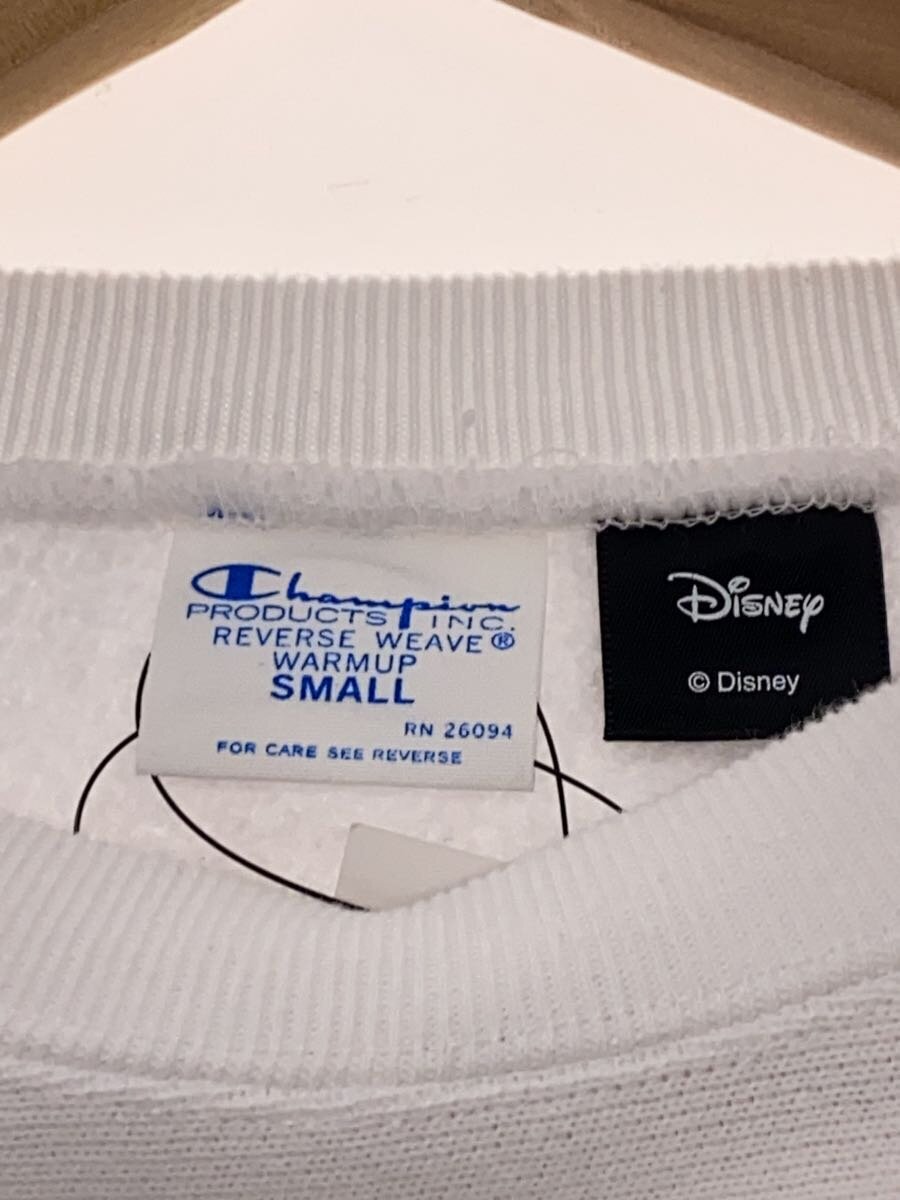 Champion
PRODUCTS INC.
REVERSE WEAVE®
WARMUP
SMALL
RN 26094
FOR CARE SEE REVERSE
Disney
© Disney